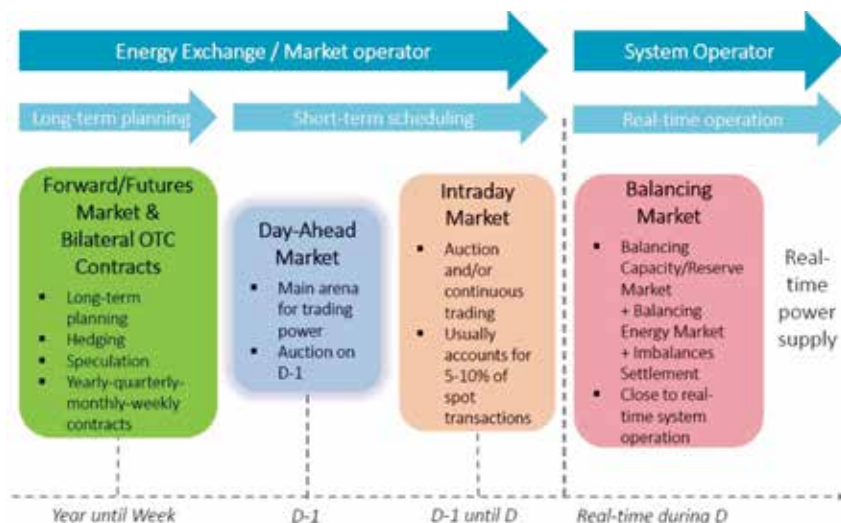 Energy Exchange / Market operator
System Operator
Long-term planning
Short-term scheduling
Real-time operation
Forward/Futures
Market &
Bilateral OTC
Contracts
▪ Long-term
planning
▪ Hedging
▪ Speculation
▪ Yearly-quarterly-
monthly-weekly
contracts
Day-Ahead
Market
▪ Main arena
for trading
power
▪ Auction on
D-1
Intraday
Market
▪ Auction
and/or
continuous
trading
▪ Usually
accounts for
5-10% of
spot
transactions
Balancing
Market
▪ Balancing
Capacity/Reserve
Market
+ Balancing
Energy Market
+ Imbalances
Settlement
▪ Close to real-
time system
operation
Real-
time
power
supply
Year until Week
D-1
D-1 until D
Real-time during D